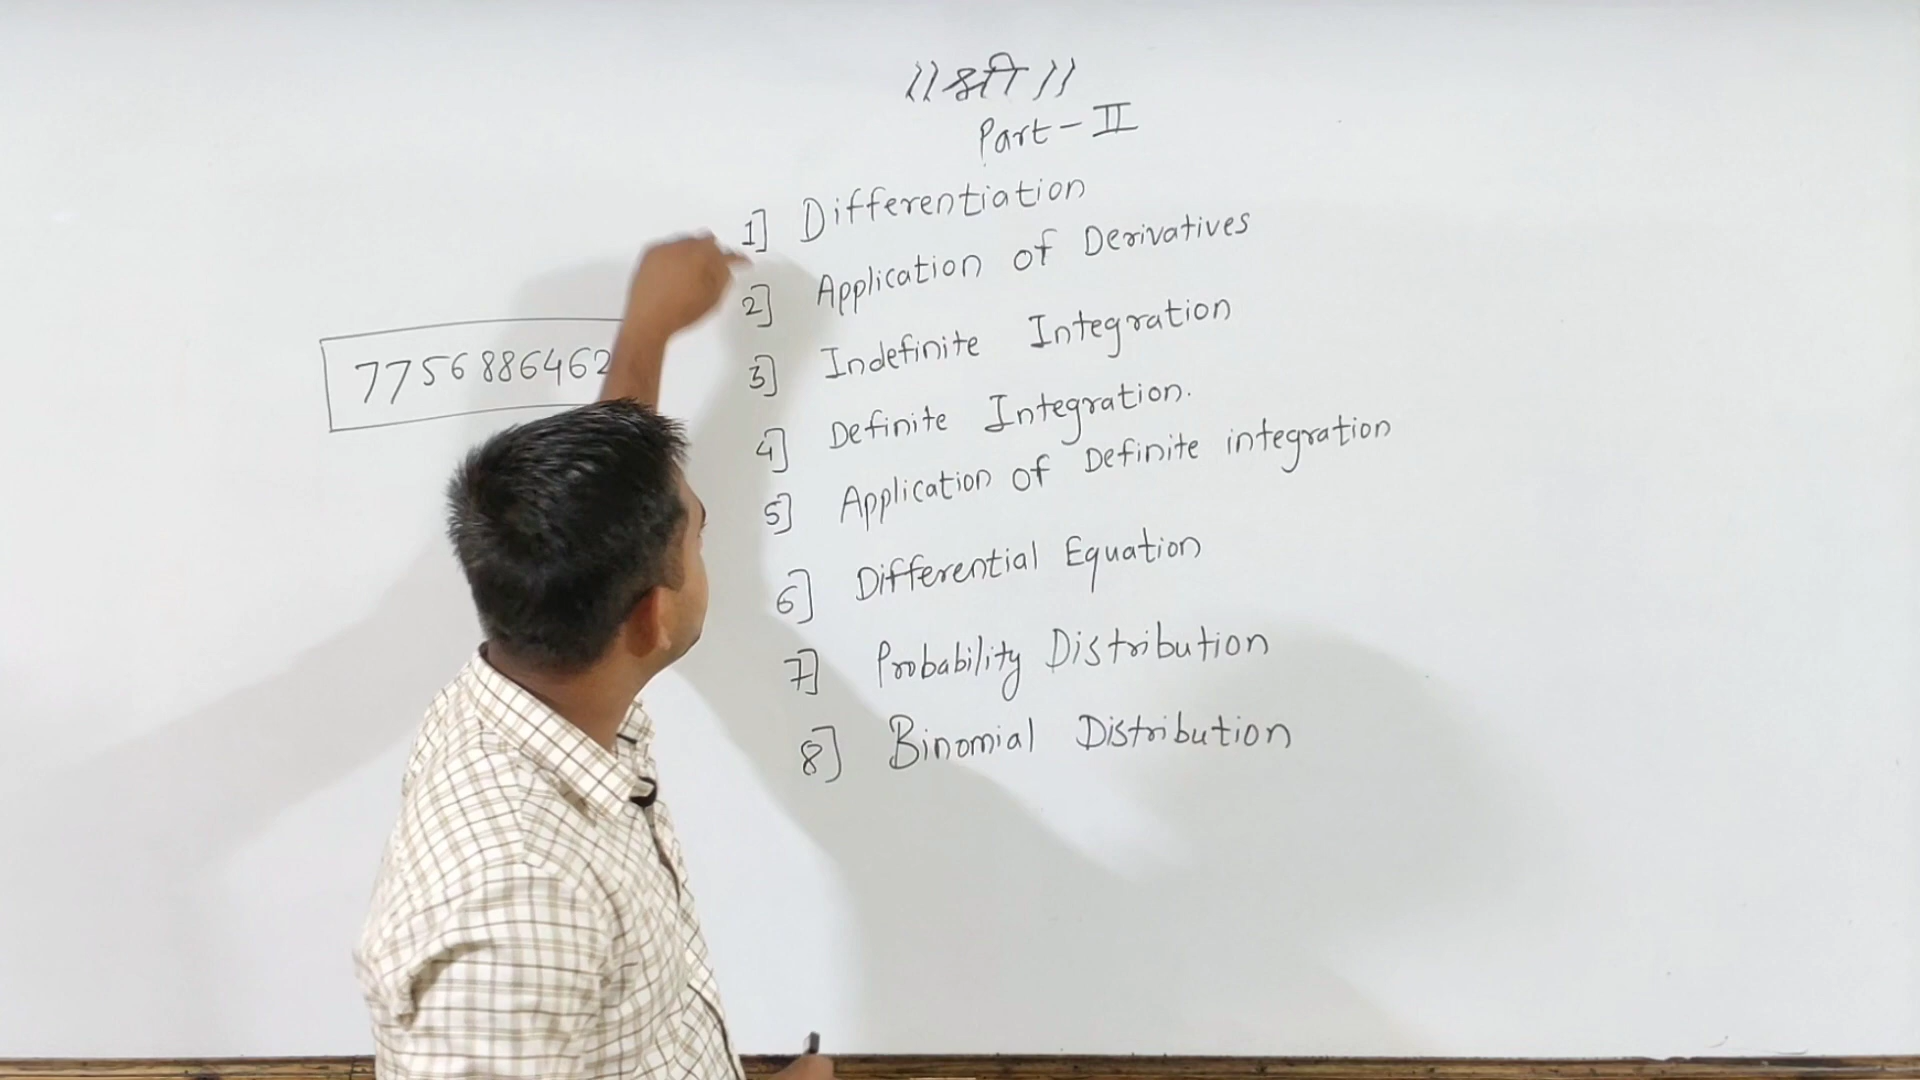 ॥ श्री ॥
Part-II
1] Differentiation
2] Application of Derivatives
3] Indefinite Integration
4] Definite Integration.
5] Application of Definite integration
6] Differential Equation
7] Probability Distribution
8] Binomial Distribution
7756886462